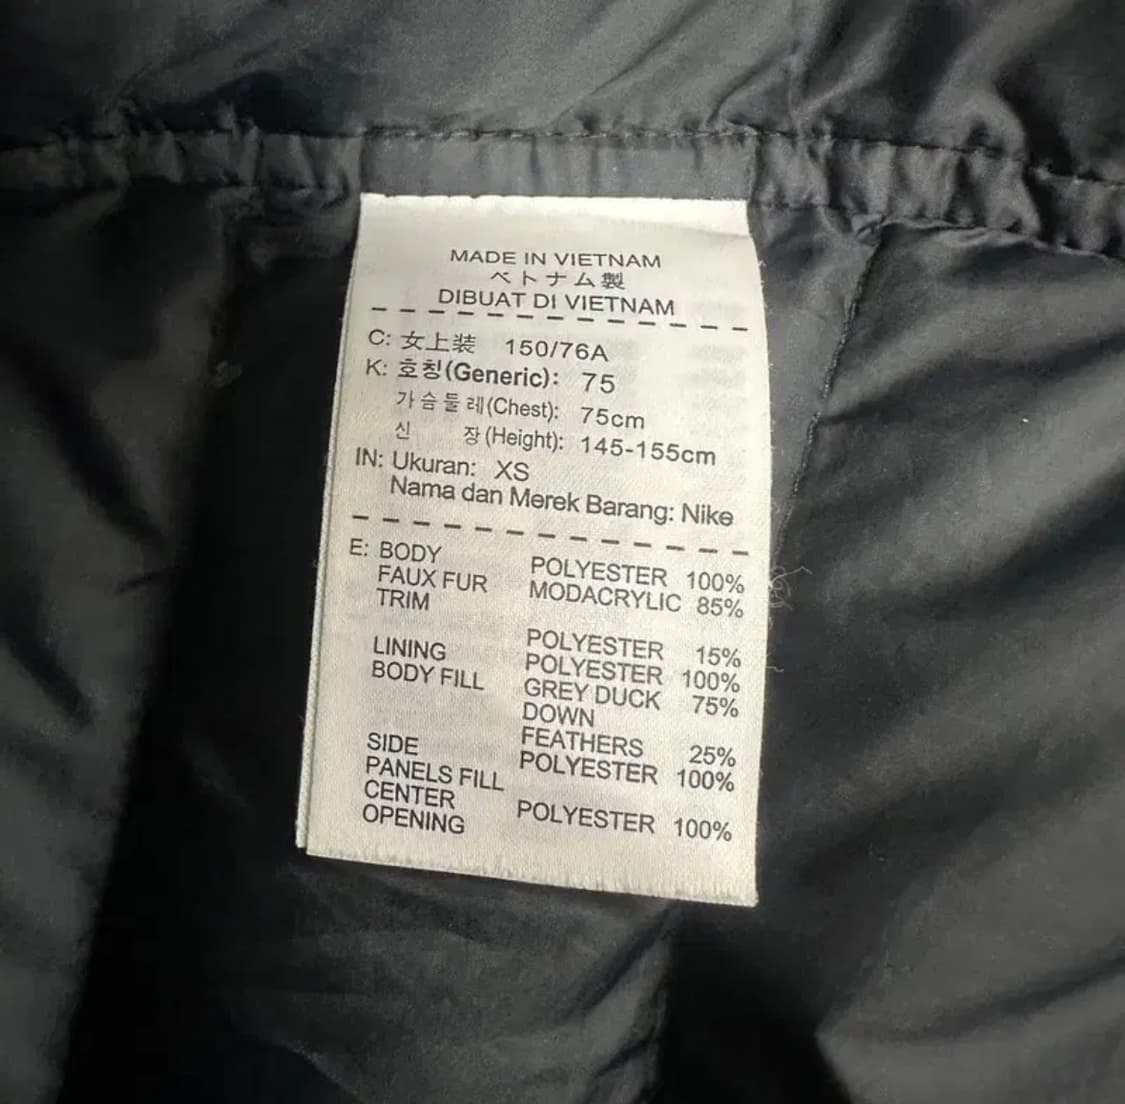 MADE IN VIETNAM
ベトナム製
DIBUAT DI VIETNAM
C: 女上装 150/76A
K: 호칭(Generic): 75
가슴둘레(Chest): 75cm
신 장(Height): 145-155cm
IN: Ukuran: XS
Nama dan Merek Barang: Nike
E: BODY POLYESTER 100%
FAUX FUR MODACRYLIC 85%
TRIM
POLYESTER 15%
LINING POLYESTER 100%
BODY FILL GREY DUCK 75%
DOWN
FEATHERS 25%
SIDE POLYESTER 100%
PANELS FILL
CENTER POLYESTER 100%
OPENING